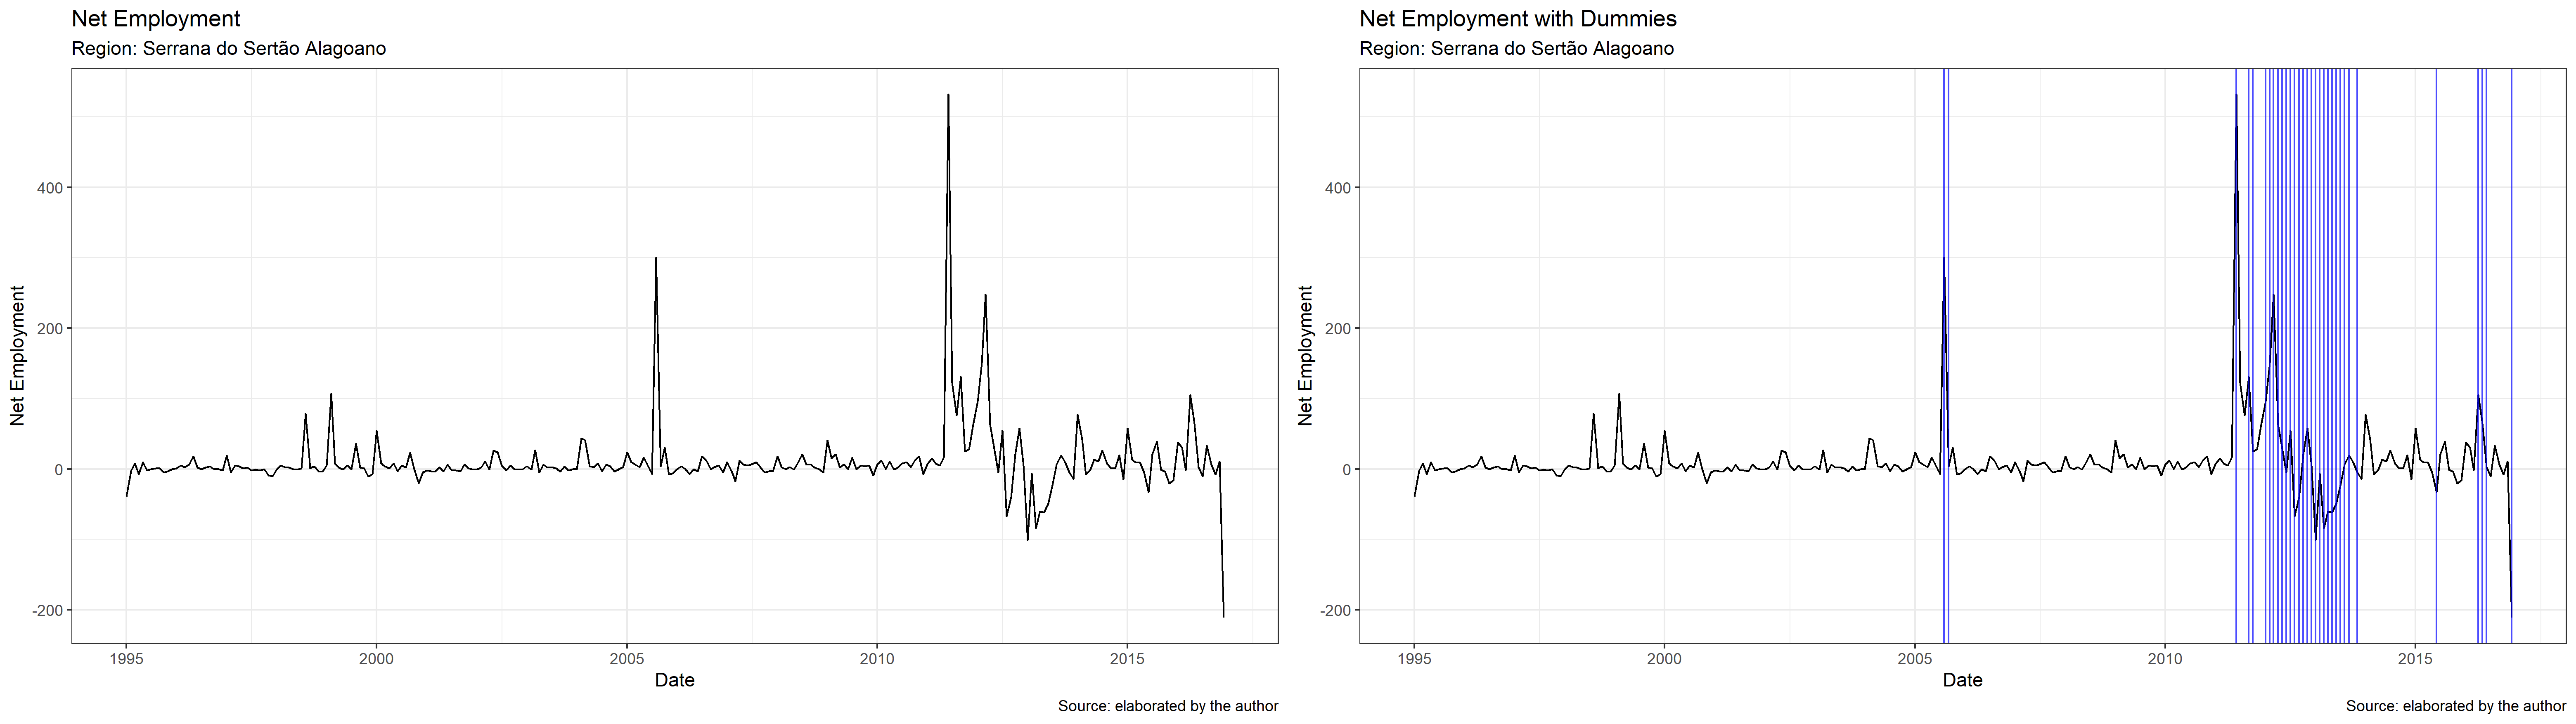 Net Employment
Region: Serrana do Sertão Alagoano
Net Employment
400
200
0
-200
1995
2000
2005
2010
2015
Date
Source: elaborated by the author
Net Employment with Dummies
Region: Serrana do Sertão Alagoano
Net Employment
400
200
0
-200
1995
2000
2005
2010
2015
Date
Source: elaborated by the author